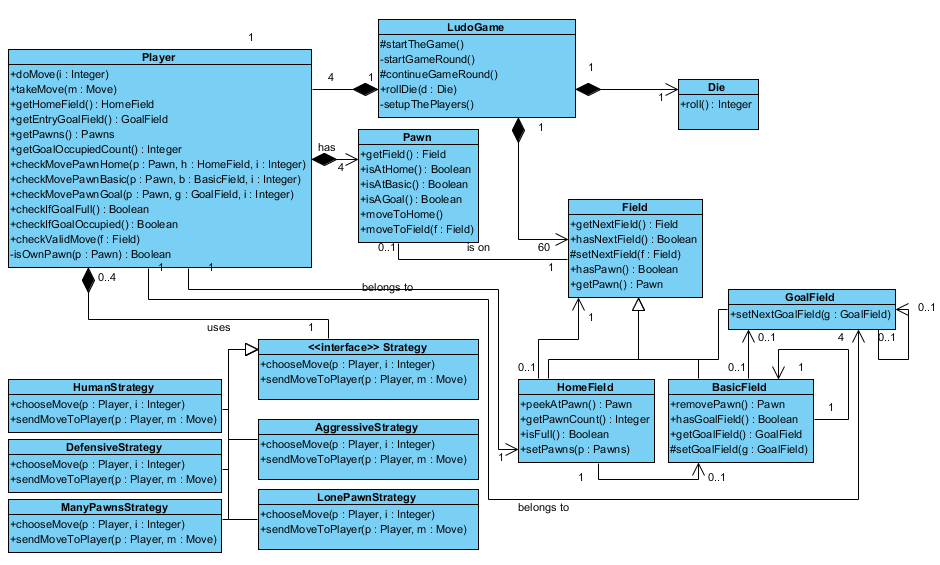 LudoGame
#startTheGame()
-startGameRound()
#continueGameRound()
+rollDie(d : Die)
-setupThePlayers()
1
Player
+doMove(i : Integer)
+takeMove(m : Move)
+getHomeField() : HomeField
+getEntryGoalField() : GoalField
+getPawns() : Pawns
+getGoalOccupiedCount() : Integer
+checkMovePawnHome(p : Pawn, h : HomeField, i : Integer)
+checkMovePawnBasic(p : Pawn, b : BasicField, i : Integer)
+checkMovePawnGoal(p : Pawn, g : GoalField, i : Integer)
+checkIfGoalFull() : Boolean
+checkIfGoalOccupied() : Boolean
+checkValidMove(f : Field)
-isOwnPawn(p : Pawn) : Boolean
4
1
1
1
Die
+roll() : Integer
has
4
Pawn
+getField() : Field
+isAtHome() : Boolean
+isAtBasic() : Boolean
+isAGoal() : Boolean
+moveToHome()
+moveToField(f : Field)
1
60
0..1
is on
1
Field
+getNextField() : Field
+hasNextField() : Boolean
#setNextField(f : Field)
+hasPawn() : Boolean
+getPawn() : Pawn
0..4
1
1
belongs to
uses
1
GoalField
+setNextGoalField(g : GoalField)
0..1
0..1
1
0..1
4
0..1
0..1
1
<<interface>> Strategy
+chooseMove(p : Player, i : Integer)
+sendMoveToPlayer(p : Player, m : Move)
HumanStrategy
+chooseMove(p : Player, i : Integer)
+sendMoveToPlayer(p : Player, m : Move)
DefensiveStrategy
+chooseMove(p : Player, i : Integer)
+sendMoveToPlayer(p : Player, m : Move)
ManyPawnsStrategy
+chooseMove(p : Player, i : Integer)
+sendMoveToPlayer(p : Player, m : Move)
AggressiveStrategy
+chooseMove(p : Player, i : Integer)
+sendMoveToPlayer(p : Player, m : Move)
LonePawnStrategy
+chooseMove(p : Player, i : Integer)
+sendMoveToPlayer(p : Player, m : Move)
HomeField
+peekAtPawn() : Pawn
+getPawnCount() : Integer
+isFull() : Boolean
+setPawns(p : Pawns)
1
BasicField
+removePawn() : Pawn
+hasGoalField() : Boolean
+getGoalField() : GoalField
#setGoalField(g : GoalField)
1
1
0..1
belongs to